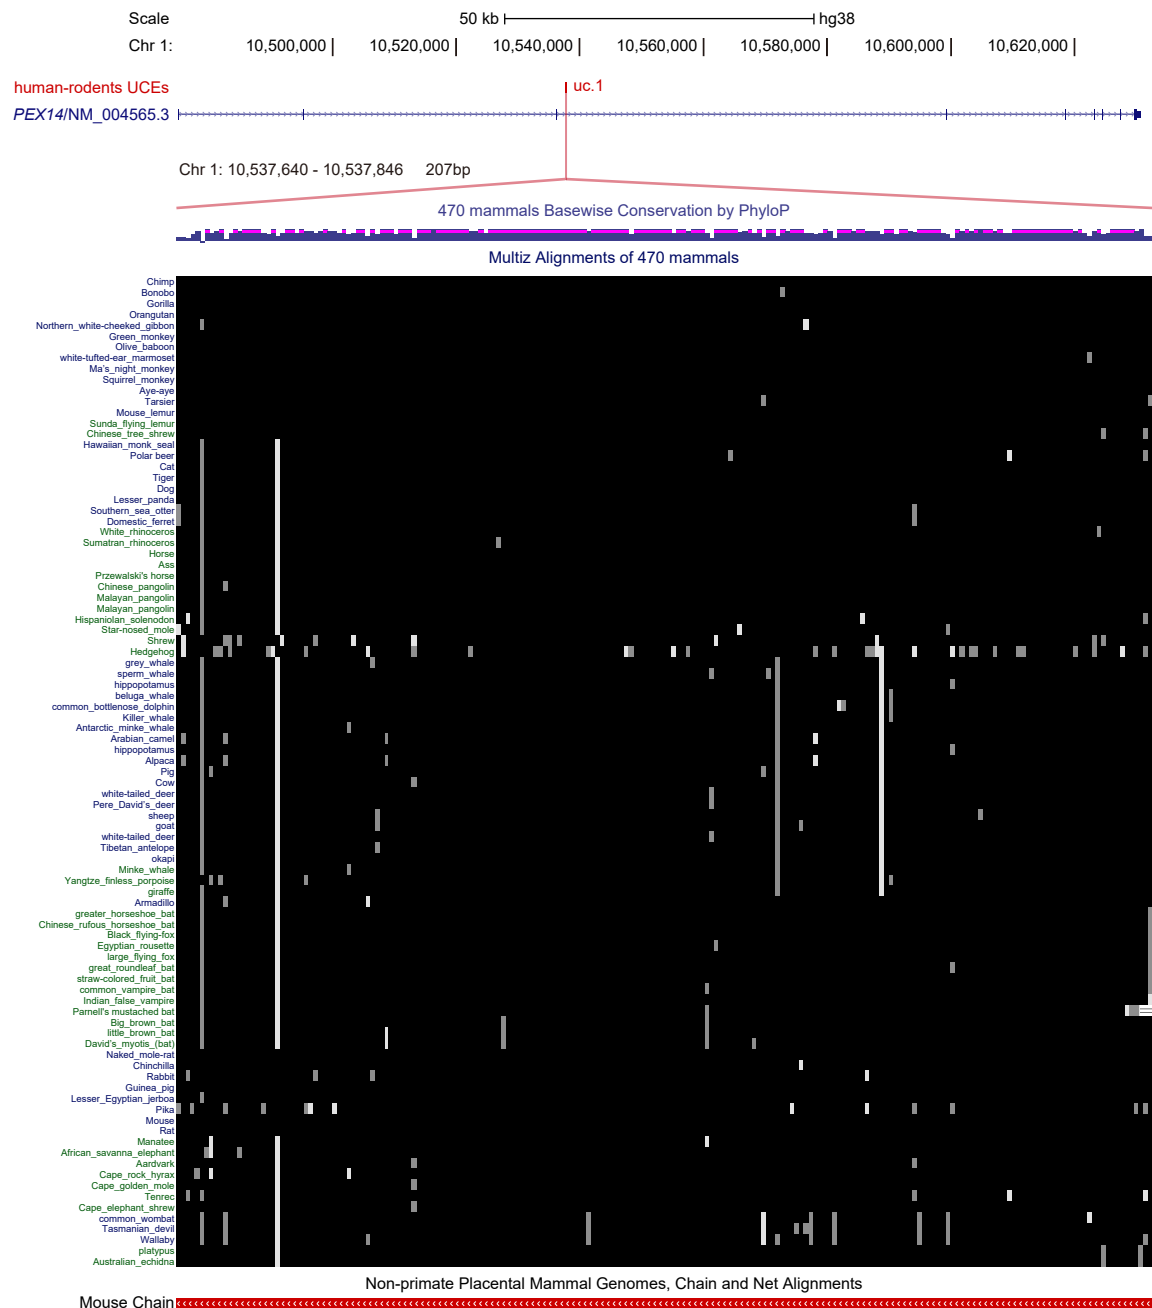 Scale 50 kb hg38
Chr 1: 10,500,000 10,520,000 10,540,000 10,560,000 10,580,000 10,600,000 10,620,000
human-rodents UCEs uc.1
PEX14/NM_004565.3
Chr 1: 10,537,640 - 10,537,846 207bp
470 mammals Basewise Conservation by PhyloP
Multiz Alignments of 470 mammals
Chimp
Bonobo
Gorilla
Orangutan
Northern_white-cheeked_gibbon
Green_monkey
Olive_baboon
white-tufted-ear_marmoset
Ma's_night_monkey
Squirrel_monkey
Aye-aye
Tarsier
Mouse_lemur
Sunda_flying_lemur
Chinese_tree_shrew
Hawaiian_monk_seal
Polar beer
Cat
Tiger
Dog
Lesser_panda
Southern_sea_otter
Domestic_ferret
White_rhinoceros
Sumatran_rhinoceros
Horse
Ass
Przewalski's horse
Chinese_pangolin
Malayan_pangolin
Malayan_pangolin
Hispaniolan_solenodon
Star-nosed_mole
Shrew
Hedgehog
grey_whale
sperm_whale
hippopotamus
beluga_whale
common_bottlenose_dolphin
Killer_whale
Antarctic_minke_whale
Arabian_camel
hippopotamus
Alpaca
Pig
Cow
white-tailed_deer
Pere_David's_deer
sheep
goat
white-tailed_deer
Tibetan_antelope
okapi
Minke_whale
Yangtze_finless_porpoise
giraffe
Armadillo
greater_horseshoe_bat
Chinese_rufous_horseshoe_bat
Black_flying-fox
Egyptian_rousette
large_flying_fox
great_roundleaf_bat
straw-colored_fruit_bat
common_vampire_bat
Indian_false_vampire
Parnell's mustached bat
Big_brown_bat
little_brown_bat
David's_myotis_(bat)
Naked_mole-rat
Chinchilla
Rabbit
Guinea_pig
Lesser_Egyptian_jerboa
Pika
Mouse
Rat
Manatee
African_savanna_elephant
Aardvark
Cape_rock_hyrax
Cape_golden_mole
Tenrec
Cape_elephant_shrew
common_wombat
Tasmanian_devil
Wallaby
platypus
Australian_echidna
Non-primate Placental Mammal Genomes, Chain and Net Alignments
Mouse Chain